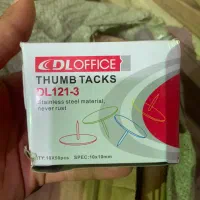 DLOFFICE
THUMB TACKS
DL121-3
Stainless steel material,
never rust
SPEC:10x10mm